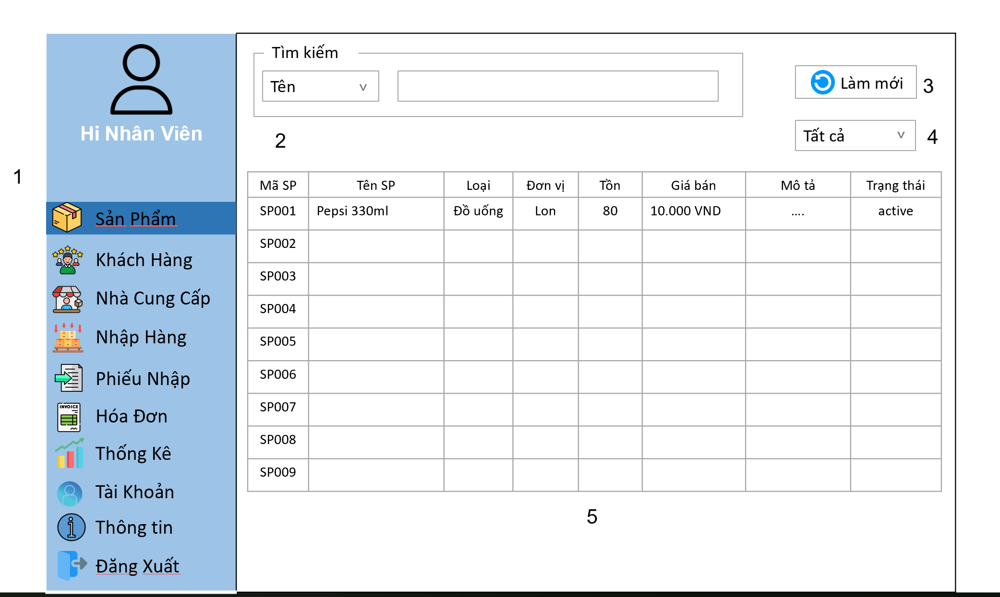 Hi Nhân Viên
1
Sản Phẩm
Khách Hàng
Nhà Cung Cấp
Nhập Hàng
Phiếu Nhập
INVOICE
Hóa Đơn
Thống Kê
Tài Khoản
Thông tin
Đăng Xuất
Tìm kiếm
Tên v
2
Làm mới 3
Tất cả v 4
Mã SP Tên SP Loại Đơn vị Tồn Giá bán Mô tả Trạng thái
SP001 Pepsi 330ml Đồ uống Lon 80 10.000 VND .... active
SP002
SP003
SP004
SP005
SP006
SP007
SP008
SP009
5